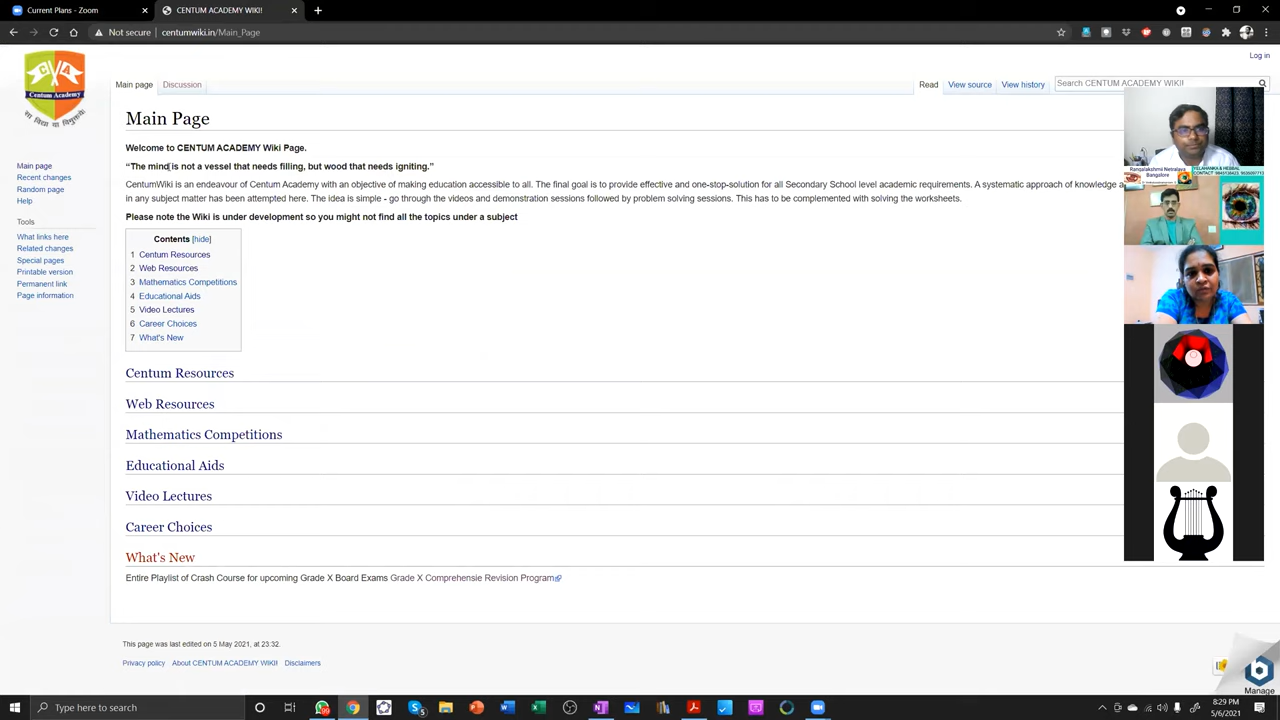 Current Plans - Zoom
CENTUM ACADEMY WIKI!
Not secure
centumwiki.in/Main_Page
Log in
Main page
Discussion
Read
View source
View history
Search CENTUM ACADEMY WIKI!
Centum Academy
Main Page
Welcome to CENTUM ACADEMY Wiki Page.
“The mind is not a vessel that needs filling, but wood that needs igniting.”
CentumWiki is an endeavour of Centum Academy with an objective of making education accessible to all. The final goal is to provide effective and one-stop-solution for all Secondary School level academic requirements. A systematic approach of knowledge
in any subject matter has been attempted here. The idea is simple - go through the videos and demonstration sessions followed by problem solving sessions. This has to be complemented with solving the worksheets.
Please note the Wiki is under development so you might not find all the topics under a subject
Main page
Recent changes
Random page
Help
Tools
What links here
Related changes
Special pages
Printable version
Permanent link
Page information
Contents [hide]
1 Centum Resources
2 Web Resources
3 Mathematics Competitions
4 Educational Aids
5 Video Lectures
6 Career Choices
7 What's New
Rangalakshmi Netralaya
Bangalore
YELAHANKA & HEBBAL
Centum Resources
Web Resources
Mathematics Competitions
Educational Aids
Video Lectures
Career Choices
What's New
Entire Playlist of Crash Course for upcoming Grade X Board Exams Grade X Comprehensie Revision Program
This page was last edited on 5 May 2021, at 23:32.
Privacy policy
About CENTUM ACADEMY WIKI!
Disclaimers
Manage
Type here to search
99
8:29 PM
5/6/2021